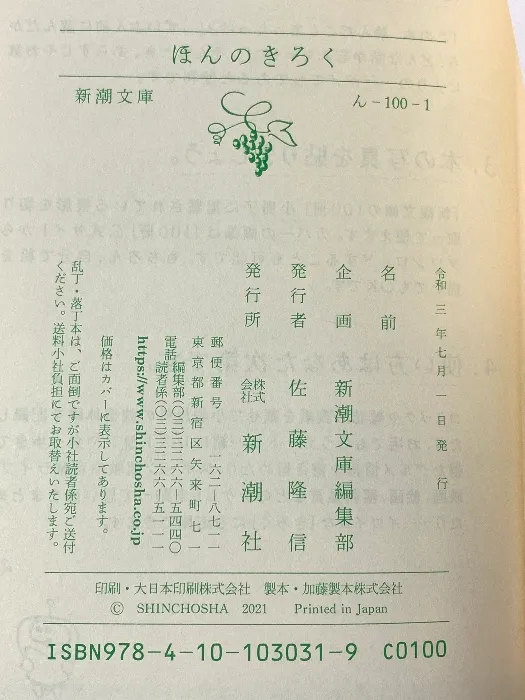 ほんのきろく
新潮文庫
ん-100-1
令和三年七月一日発行
名前
企画 新潮文庫編集部
発行者 佐藤隆信
発行所 株式会社 新潮社
郵便番号 一六二-八七一一
東京都新宿区矢来町七一
電話 編集部(〇三)三二六六-五四四〇
読者係(〇三)三二六六-五一一一
https://www.shinchosha.co.jp
価格はカバーに表示してあります。
乱丁・落丁本は、ご面倒ですが小社読者係宛ご送付
ください。送料小社負担にてお取替えいたします。
印刷・大日本印刷株式会社 製本・加藤製本株式会社
© SHINCHOSHA 2021 Printed in Japan
ISBN978-4-10-103031-9 C0100